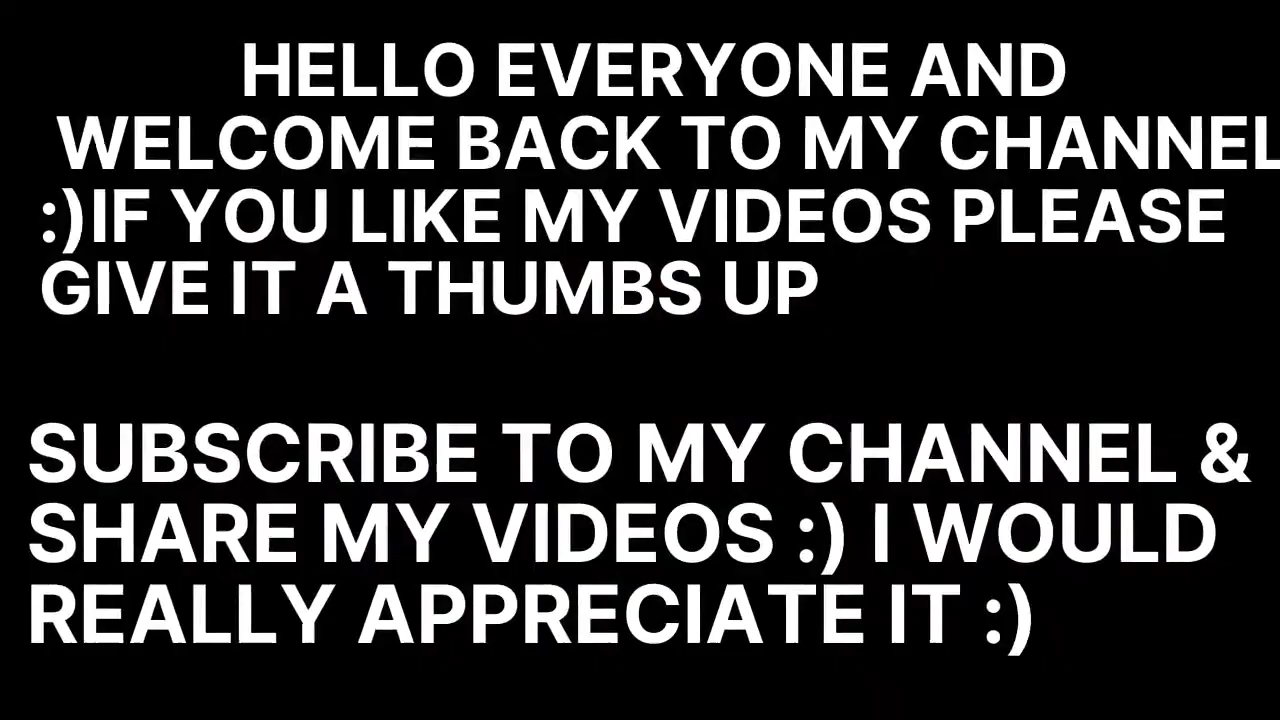 HELLO EVERYONE AND
WELCOME BACK TO MY CHANNEL
:)IF YOU LIKE MY VIDEOS PLEASE
GIVE IT A THUMBS UP
SUBSCRIBE TO MY CHANNEL &
SHARE MY VIDEOS :) I WOULD
REALLY APPRECIATE IT :)